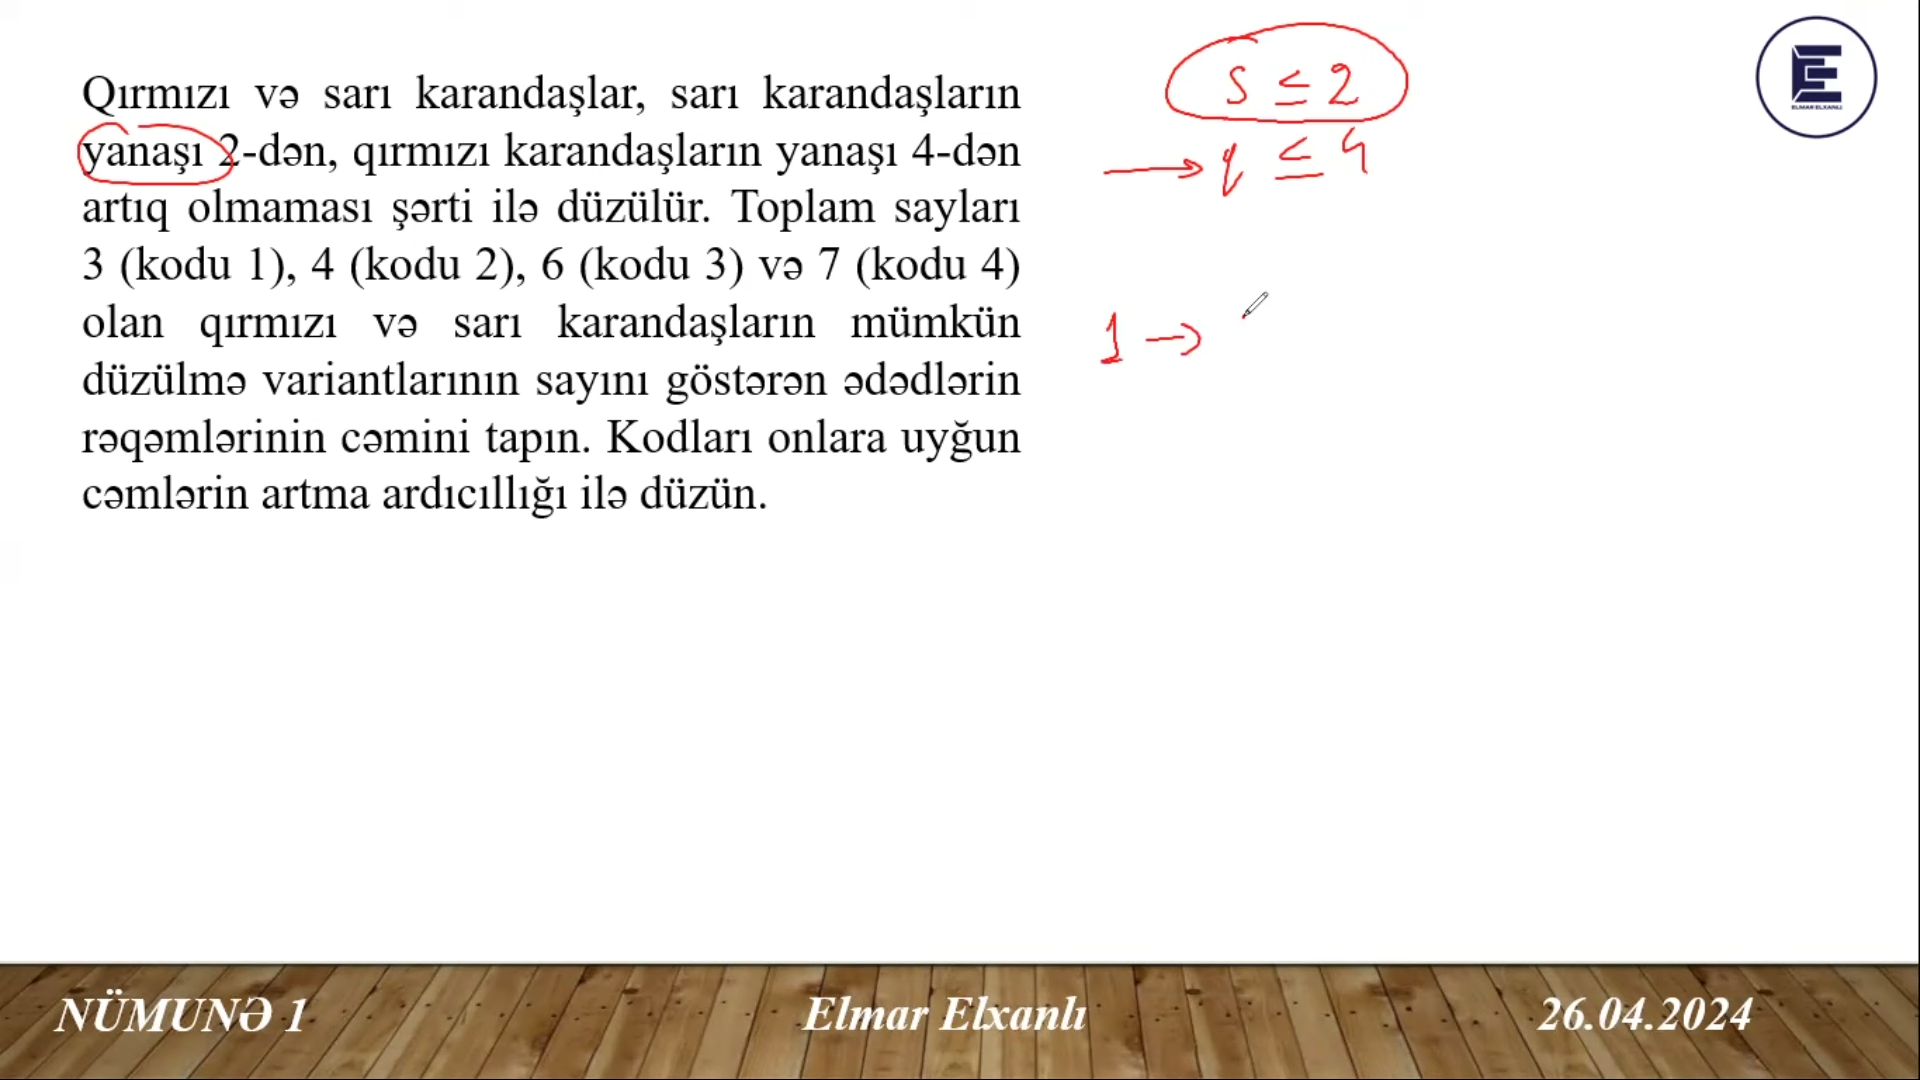 Qırmızı və sarı karandaşlar, sarı karandaşların
yanaşı 2-dən, qırmızı karandaşların yanaşı 4-dən
artıq olmaması şərti ilə düzülür. Toplam sayları
3 (kodu 1), 4 (kodu 2), 6 (kodu 3) və 7 (kodu 4)
olan qırmızı və sarı karandaşların mümkün
düzülmə variantlarının sayını göstərən ədədlərin
rəqəmlərinin cəmini tapın. Kodları onlara uyğun
cəmlərin artma ardıcıllığı ilə düzün.
s ≤ 2
→ q ≤ 4
1 →
ELMAR ELXANLI
NÜMUNƏ 1
Elmar Elxanlı
26.04.2024